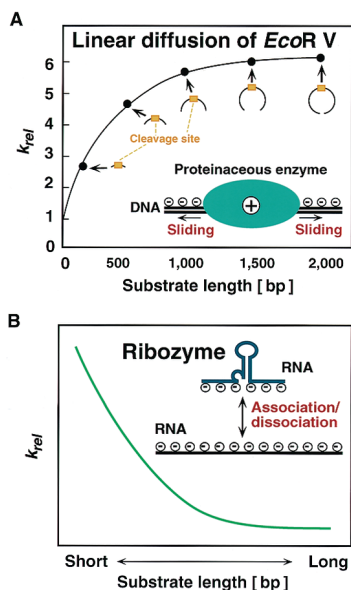 A
Linear diffusion of EcoR V
6
5
4
3
2
1
0
k_rel
Cleavage site
Proteinaceous enzyme
DNA
+
Sliding
Sliding
0 500 1,000 1,500 2,000
Substrate length [ bp ]
B
Ribozyme
RNA
Association/
dissociation
RNA
k_rel
Short Long
Substrate length [ bp ]